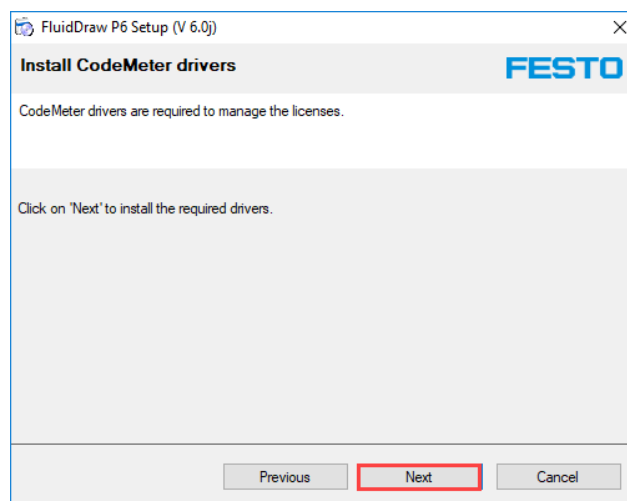 FluidDraw P6 Setup (V 6.0j)
Install CodeMeter drivers
FESTO
CodeMeter drivers are required to manage the licenses.
Click on 'Next' to install the required drivers.
Previous
Next
Cancel